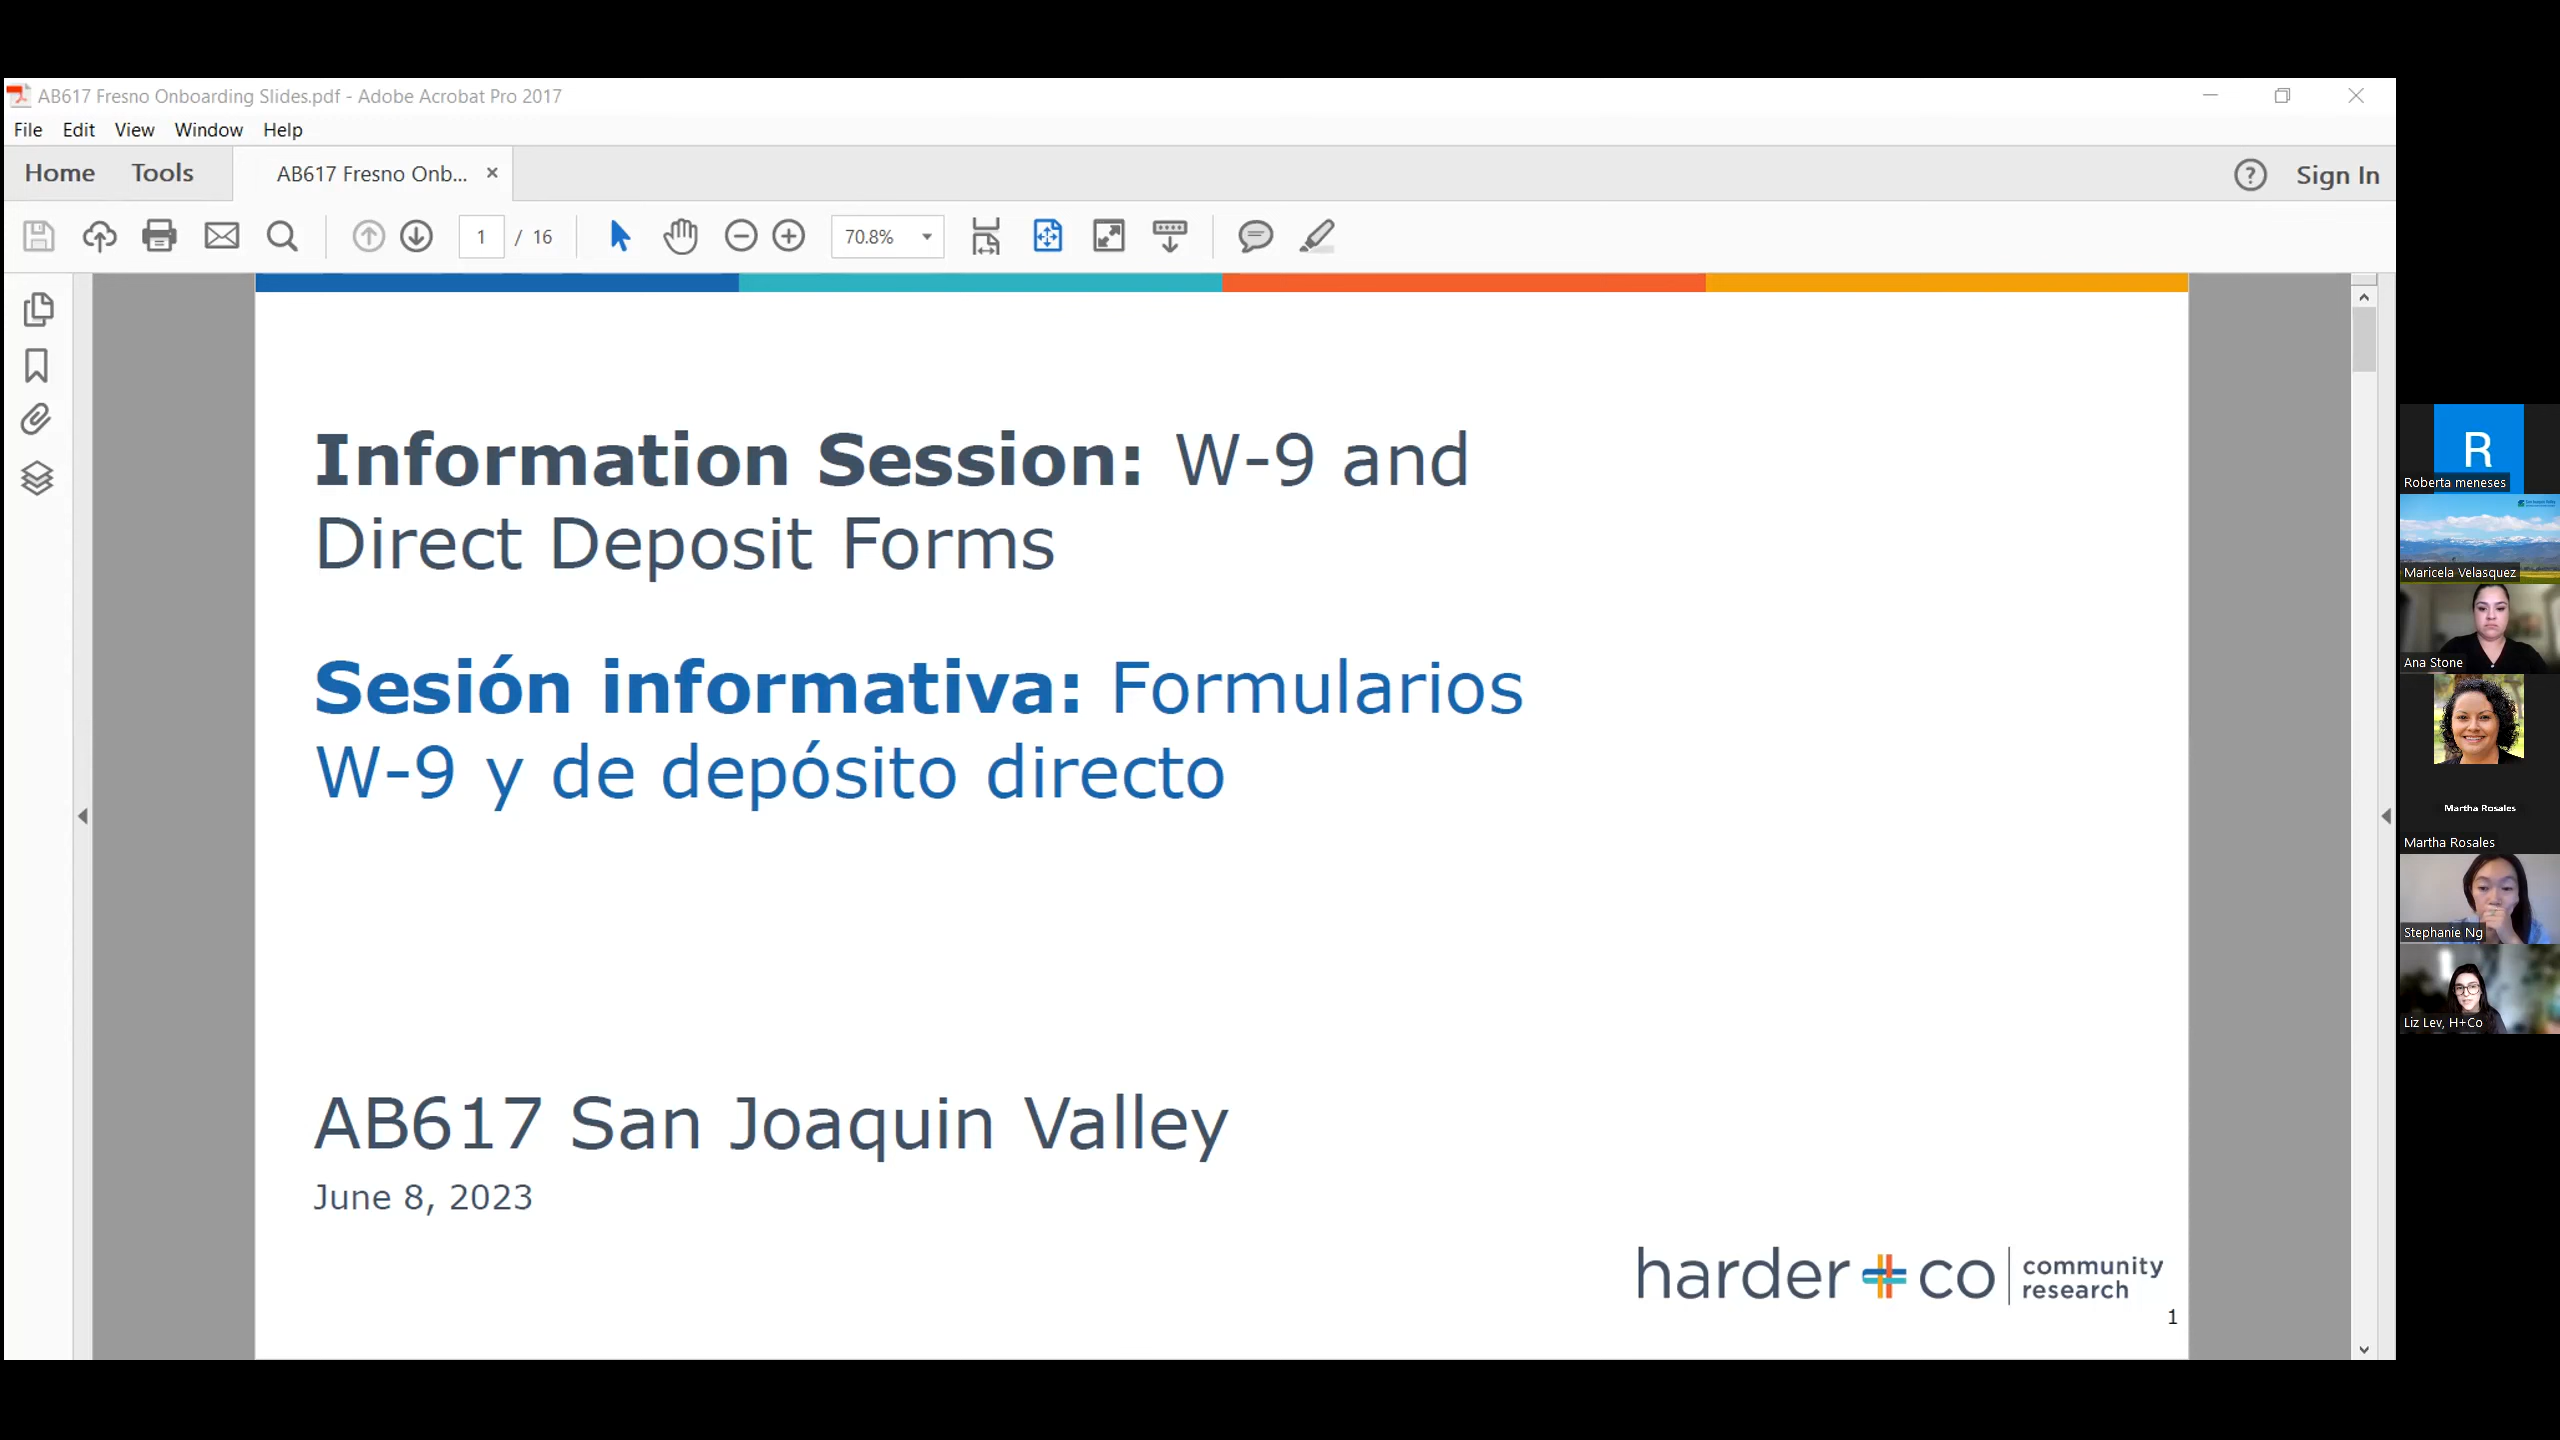 AB617 Fresno Onboarding Slides.pdf - Adobe Acrobat Pro 2017
File Edit View Window Help
Home Tools AB617 Fresno Onb... × ? Sign In
1 / 16 70.8%
Information Session: W-9 and
Direct Deposit Forms
Sesión informativa: Formularios
W-9 y de depósito directo
AB617 San Joaquin Valley
June 8, 2023
harder + co community
research
1
R
Roberta meneses
Maricela Velasquez
Ana Stone
Martha Rosales
Martha Rosales
Stephanie Ng
Liz Lev, H+Co